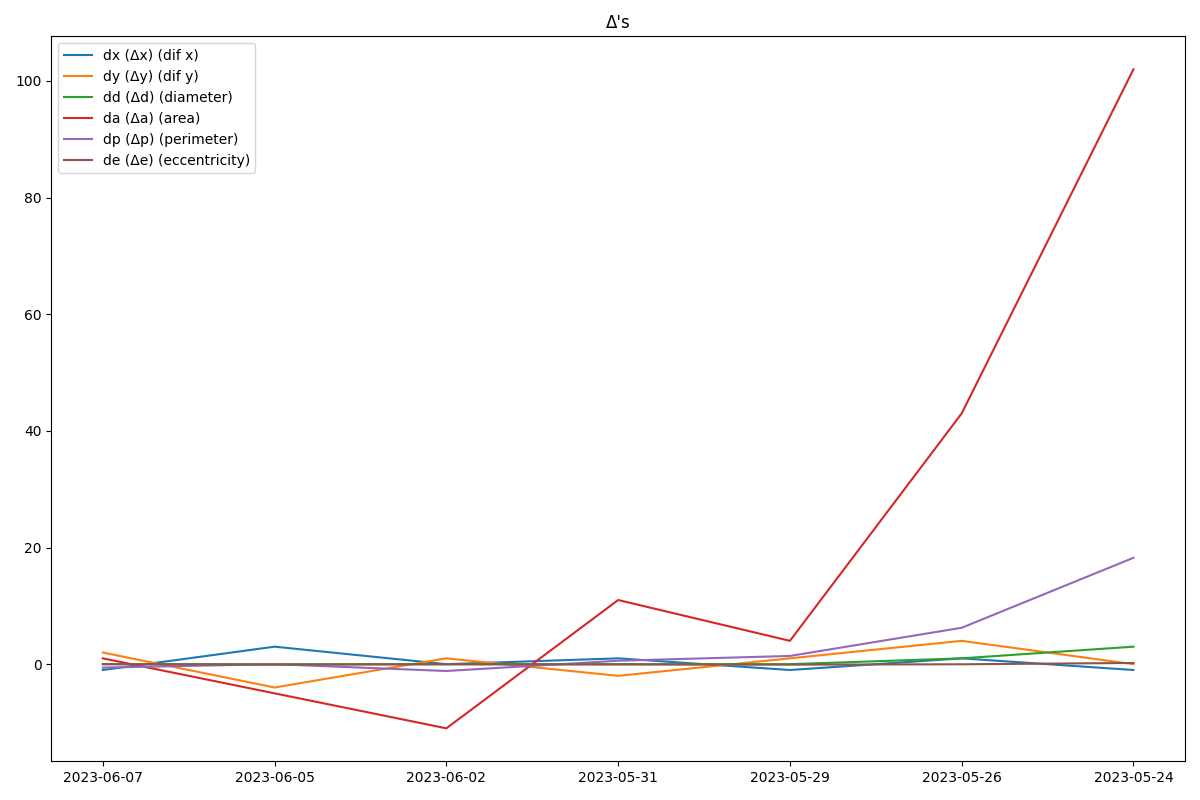 Δ's
dx (Δx) (dif x)
dy (Δy) (dif y)
dd (Δd) (diameter)
da (Δa) (area)
dp (Δp) (perimeter)
de (Δe) (eccentricity)
100
80
60
40
20
0
2023-06-07 2023-06-05 2023-06-02 2023-05-31 2023-05-29 2023-05-26 2023-05-24